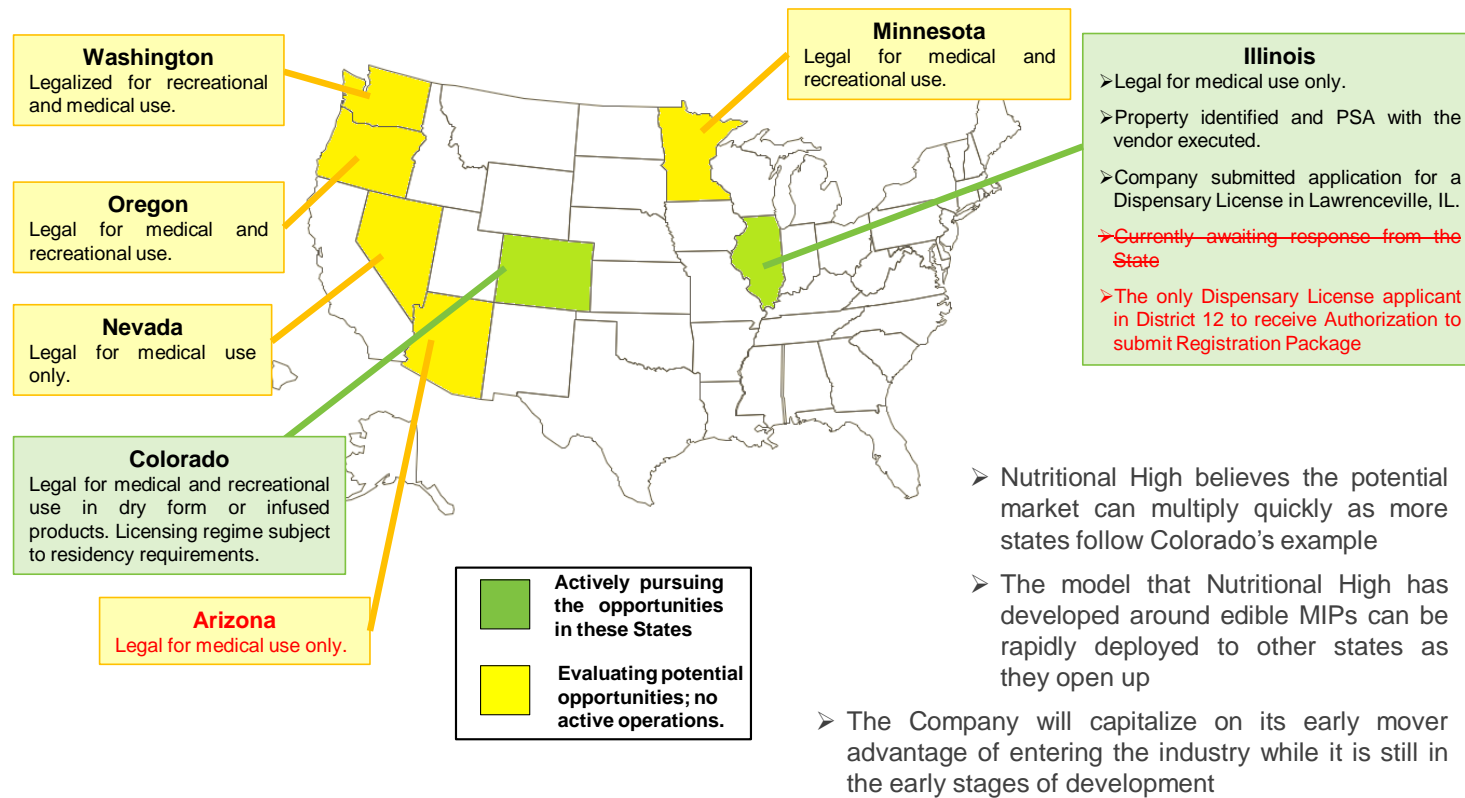 Washington
Legalized for recreational
and medical use.
Oregon
Legal for medical and
recreational use.
Nevada
Legal for medical use
only.
Colorado
Legal for medical and recreational
use in dry form or infused
products. Licensing regime subject
to residency requirements.
Arizona
Legal for medical use only.
Minnesota
Legal for medical and
recreational use.
Illinois
➢Legal for medical use only.
➢Property identified and PSA with the
vendor executed.
➢Company submitted application for a
Dispensary License in Lawrenceville, IL.
➢Currently awaiting response from the
State
➢The only Dispensary License applicant
in District 12 to receive Authorization to
submit Registration Package
Actively pursuing
the opportunities
in these States
Evaluating potential
opportunities; no
active operations.
➢ Nutritional High believes the potential
market can multiply quickly as more
states follow Colorado’s example
➢ The model that Nutritional High has
developed around edible MIPs can be
rapidly deployed to other states as
they open up
➢ The Company will capitalize on its early mover
advantage of entering the industry while it is still in
the early stages of development